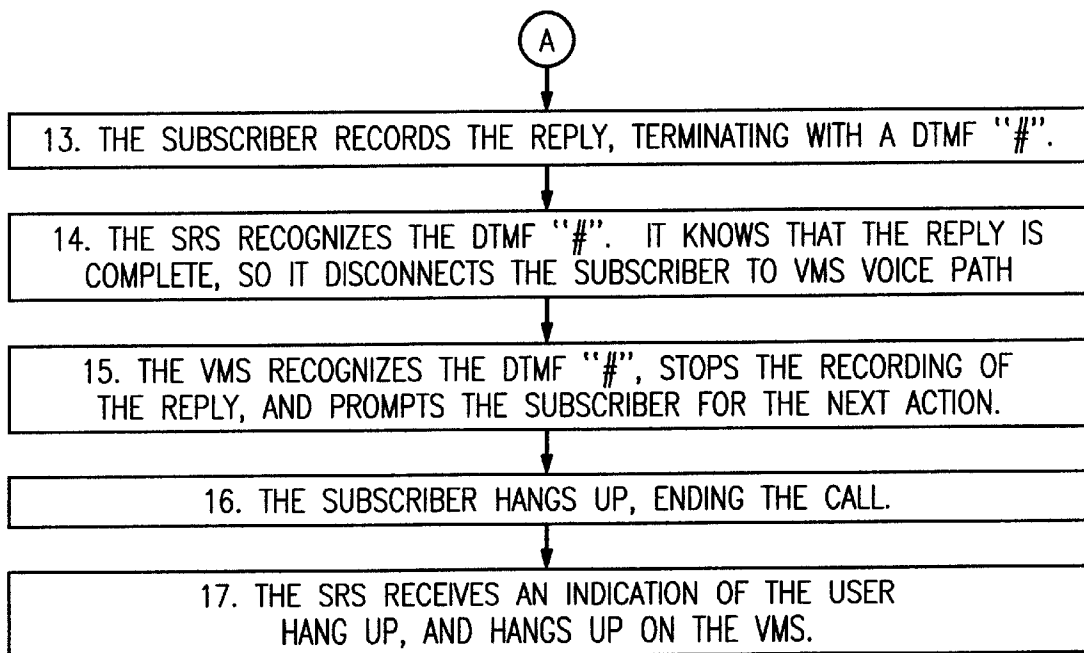 A
13. THE SUBSCRIBER RECORDS THE REPLY, TERMINATING WITH A DTMF "#".
14. THE SRS RECOGNIZES THE DTMF "#". IT KNOWS THAT THE REPLY IS
COMPLETE, SO IT DISCONNECTS THE SUBSCRIBER TO VMS VOICE PATH
15. THE VMS RECOGNIZES THE DTMF "#", STOPS THE RECORDING OF
THE REPLY, AND PROMPTS THE SUBSCRIBER FOR THE NEXT ACTION.
16. THE SUBSCRIBER HANGS UP, ENDING THE CALL.
17. THE SRS RECEIVES AN INDICATION OF THE USER
HANG UP, AND HANGS UP ON THE VMS.